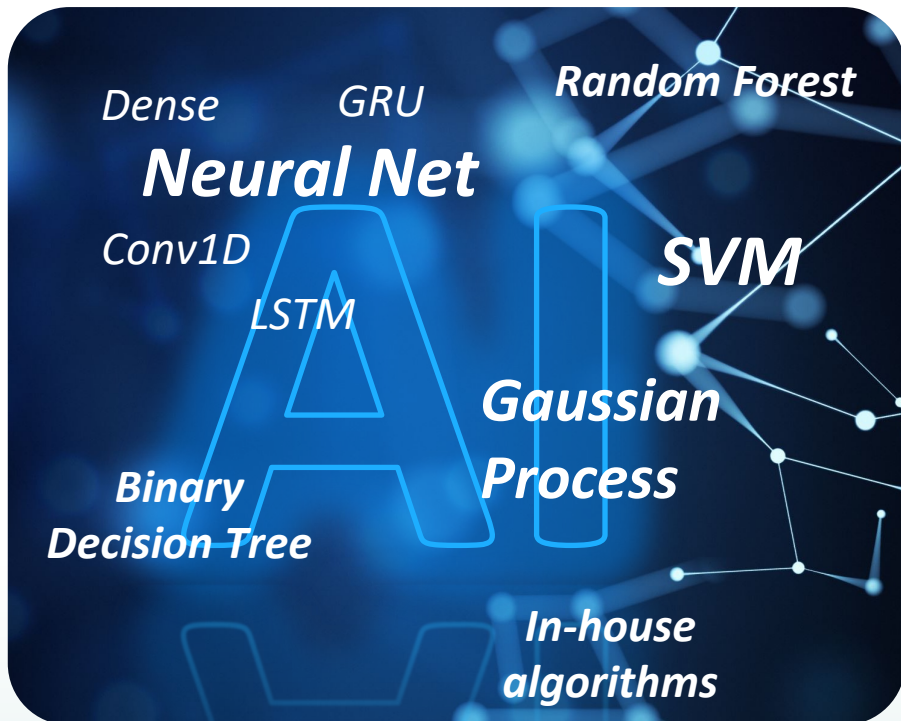 Random Forest
Dense
GRU
Neural Net
Conv1D
SVM
LSTM
AI
Gaussian
Process
Binary
Decision Tree
In-house
algorithms